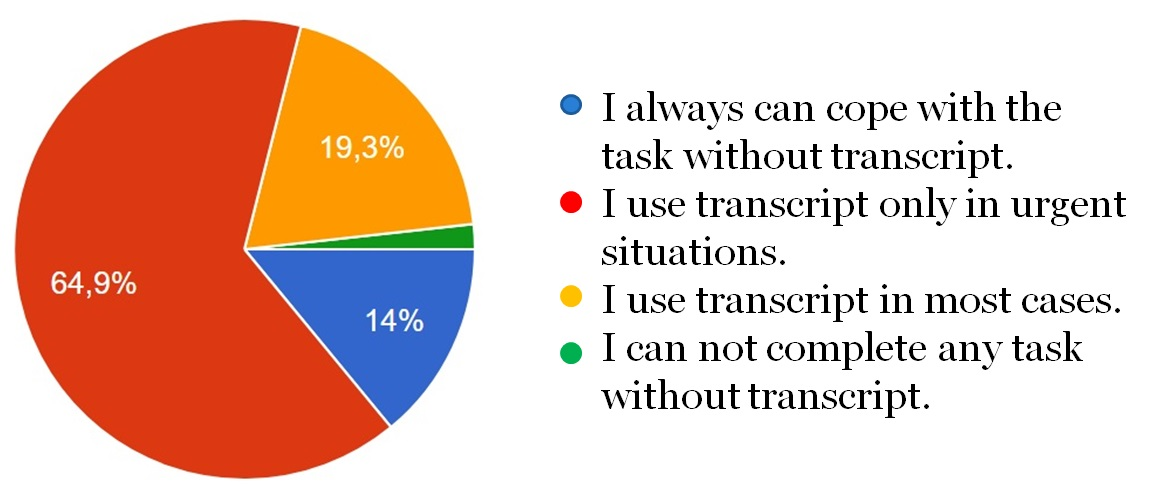 19,3%
64,9%
14%
I always can cope with the
task without transcript.
I use transcript only in urgent
situations.
I use transcript in most cases.
I can not complete any task
without transcript.